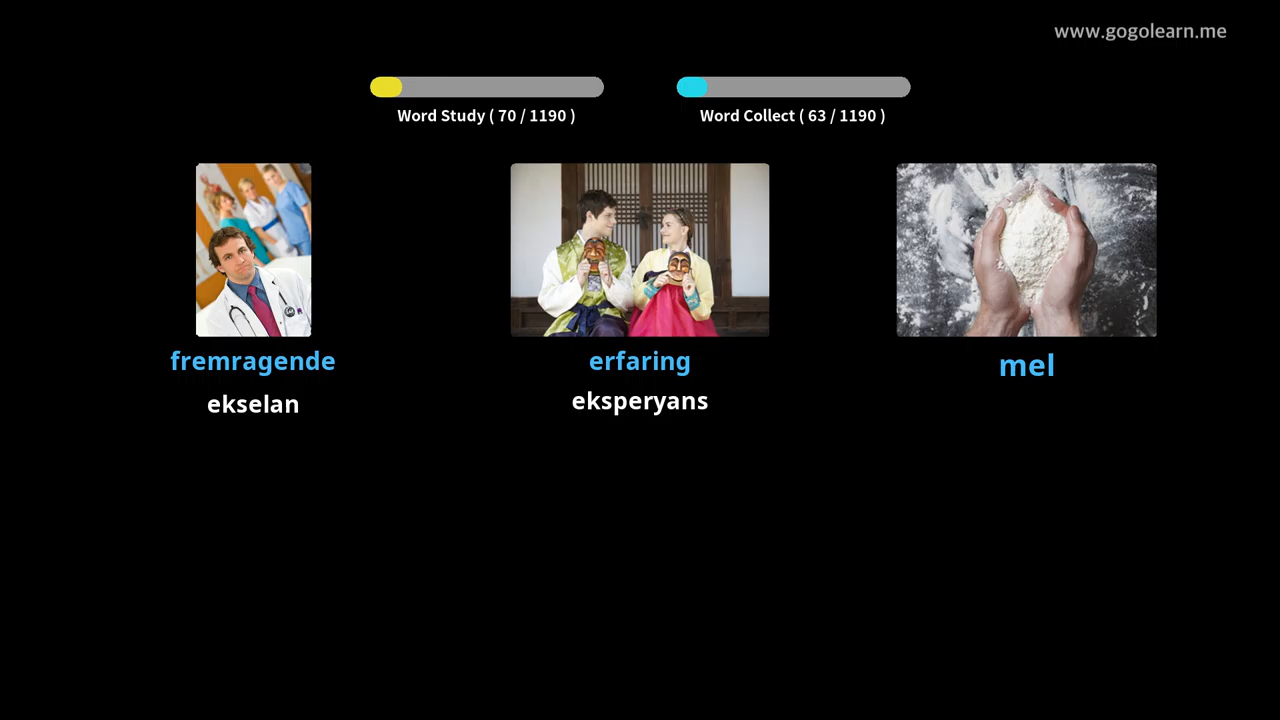 www.gogolearn.me
Word Study ( 70 / 1190 )
Word Collect ( 63 / 1190 )
fremragende
ekselan
erfaring
eksperyans
mel